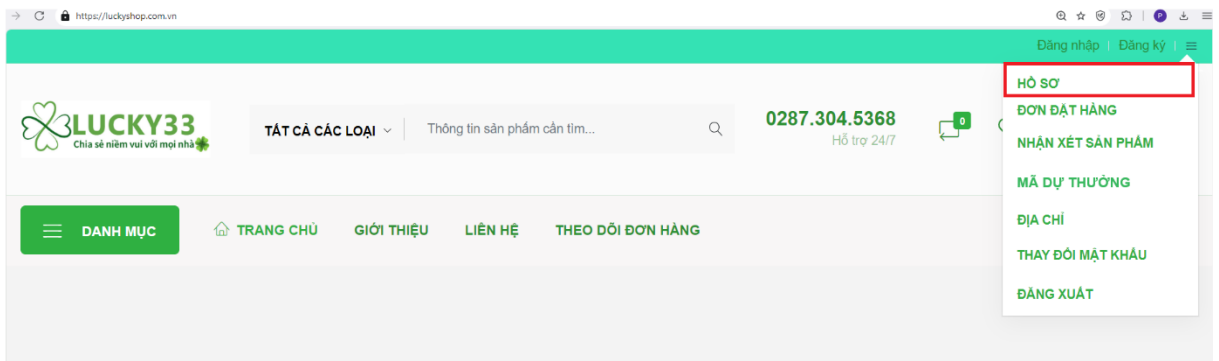 https://luckyshop.com.vn
Đăng nhập | Đăng ký
LUCKY33
Chia sẻ niềm vui với mọi nhà
TẤT CẢ CÁC LOẠI
Thông tin sản phẩm cần tìm...
0287.304.5368
Hỗ trợ 24/7
0
HỒ SƠ
ĐƠN ĐẶT HÀNG
NHẬN XÉT SẢN PHẨM
MÃ DỰ THƯỞNG
ĐỊA CHỈ
THAY ĐỔI MẬT KHẨU
ĐĂNG XUẤT
DANH MỤC
TRANG CHỦ
GIỚI THIỆU
LIÊN HỆ
THEO DÕI ĐƠN HÀNG